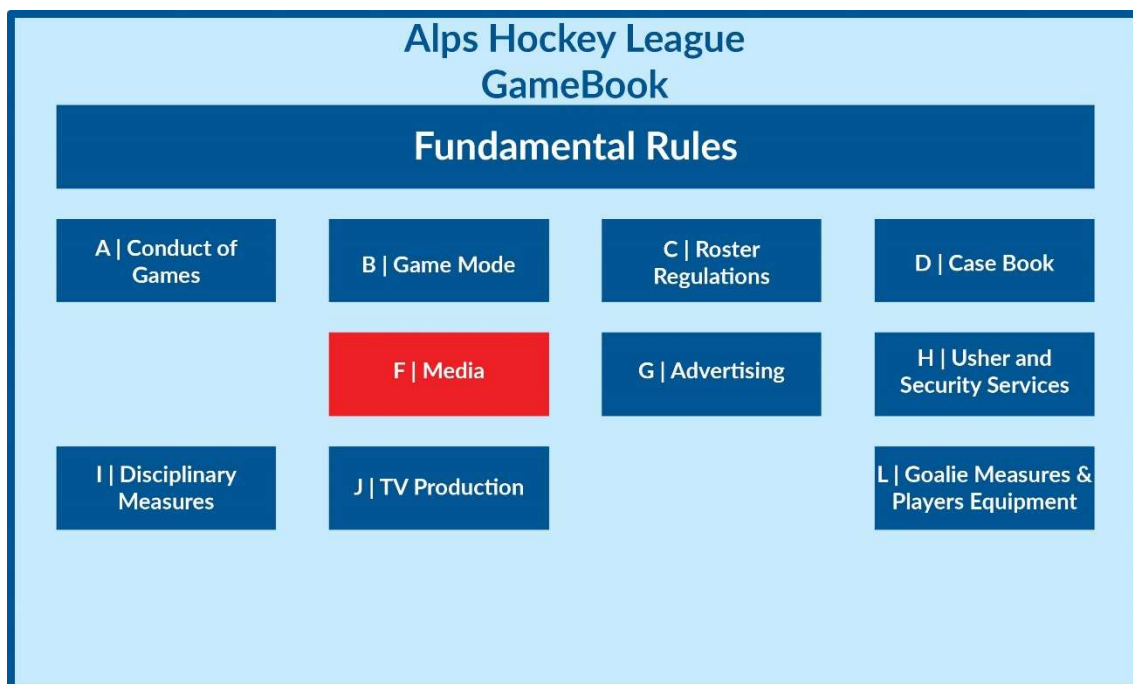 Alps Hockey League
GameBook
Fundamental Rules
A | Conduct of
Games
B | Game Mode
C | Roster
Regulations
D | Case Book
F | Media
G | Advertising
H | Usher and
Security Services
I | Disciplinary
Measures
J | TV Production
L | Goalie Measures &
Players Equipment